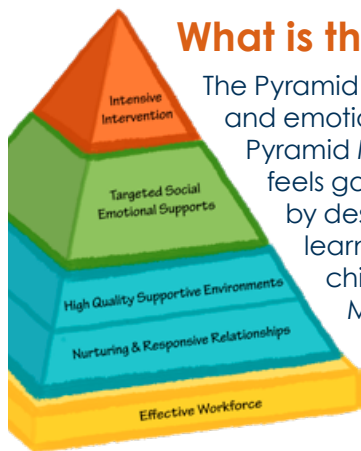 What is th
The Pyramid
and emotio
Pyramid M
feels go
by des
learn
chi
M
Intensive
Intervention
Targeted Social
Emotional Supports
High Quality Supportive Environments
Nurturing & Responsive Relationships
Effective Workforce